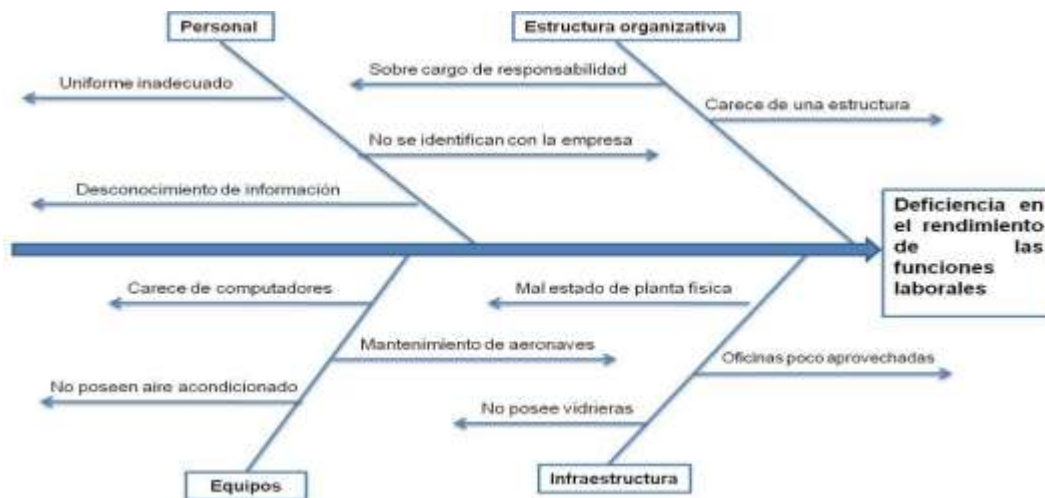 Personal
Estructura organizativa
Uniforme inadecuado
Sobre cargo de responsabilidad
Carece de una estructura
No se identifican con la empresa
Desconocimiento de información
Deficiencia en
el rendimiento
de las
funciones
laborales
Carece de computadores
Mal estado de planta física
Mantenimiento de aeronaves
Oficinas poco aprovechadas
No poseen aire acondicionado
No posee vidrieras
Equipos
Infraestructura